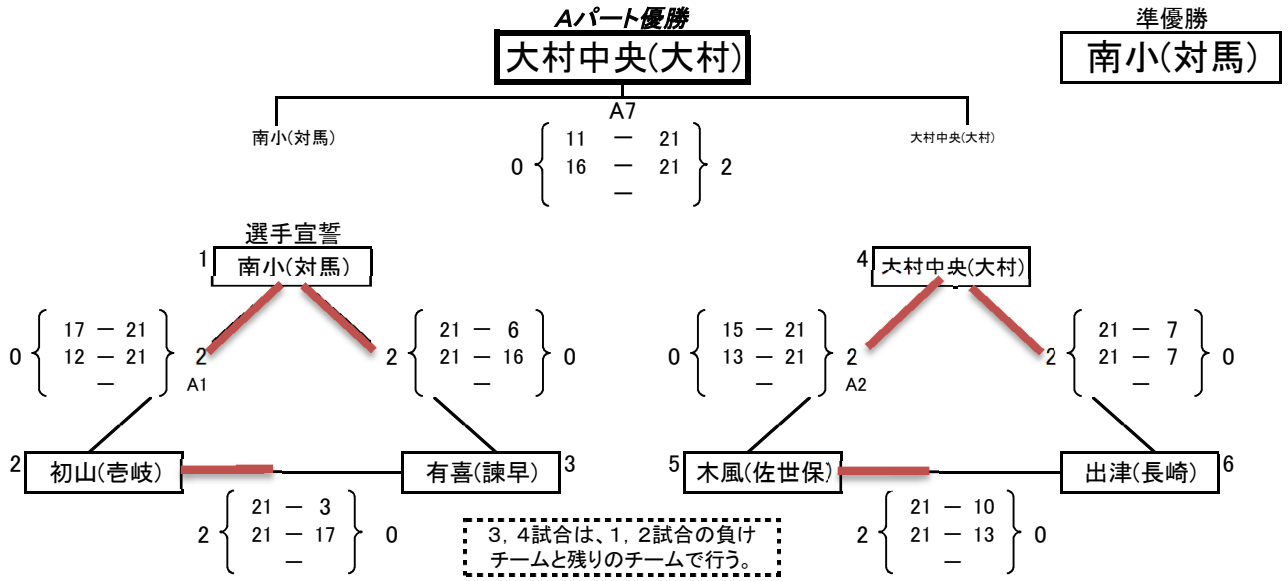 Aパート優勝
大村中央(大村)
準優勝
南小(対馬)
A7
南小(対馬)
大村中央(大村)
11 － 21
0 16 － 21 2
－
選手宣誓
1 南小(対馬)
17 － 21
0 12 － 21 2
－
A1
21 － 6
2 21 － 16 0
－
2 初山(壱岐)
有喜(諫早) 3
21 － 3
2 21 － 17 0
－
4 大村中央(大村)
15 － 21
0 13 － 21 2
－
A2
21 － 7
2 21 － 7 0
－
5 木風(佐世保)
出津(長崎) 6
21 － 10
2 21 － 13 0
－
3，4試合は、1，2試合の負け
チームと残りのチームで行う。